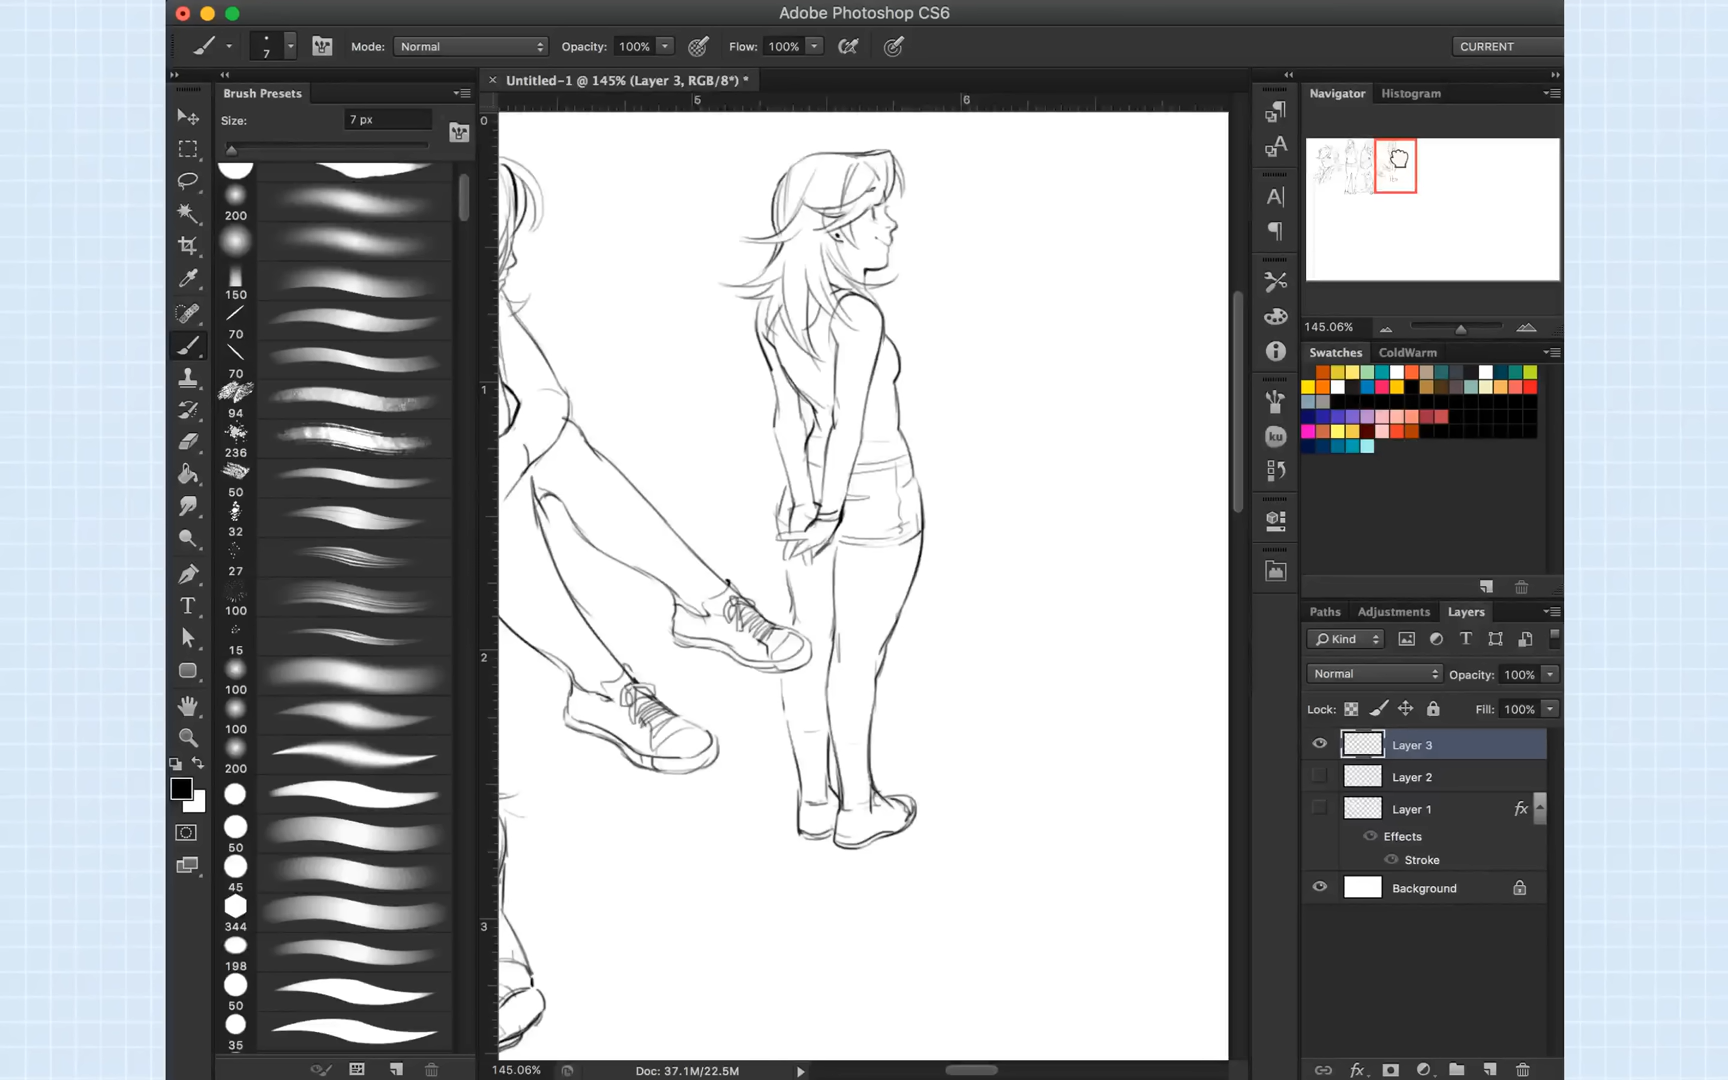 Adobe Photoshop CS6
7
Mode:
Normal
Opacity: 100%
Flow: 100%
CURRENT
Brush Presets
× Untitled-1 @ 145% (Layer 3, RGB/8*) *
Navigator
Histogram
Size:
7 px
5
6
0
200
150
70
70
94
236
50
32
27
100
15
100
100
200
50
45
344
198
50
35
1
2
3
A
A|
ku
T
145.06%
Swatches
ColdWarm
Paths
Adjustments
Layers
Kind
T
Normal
Opacity: 100%
Lock:
Fill: 100%
Layer 3
Layer 2
Layer 1
fx
Effects
Stroke
Background
145.06%
Doc: 37.1M/22.5M
fx